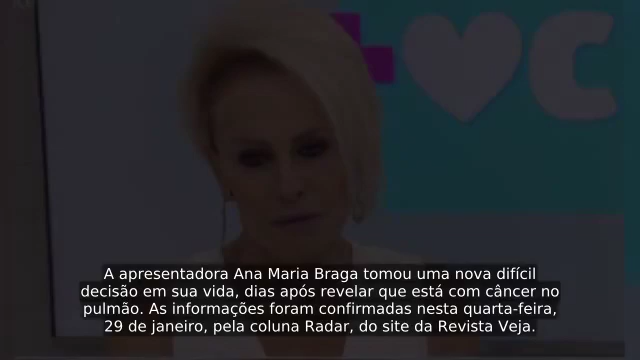 A apresentadora Ana Maria Braga tomou uma nova difícil
decisão em sua vida, dias após revelar que está com câncer no
pulmão. As informações foram confirmadas nesta quarta-feira,
29 de janeiro, pela coluna Radar, do site da Revista Veja.